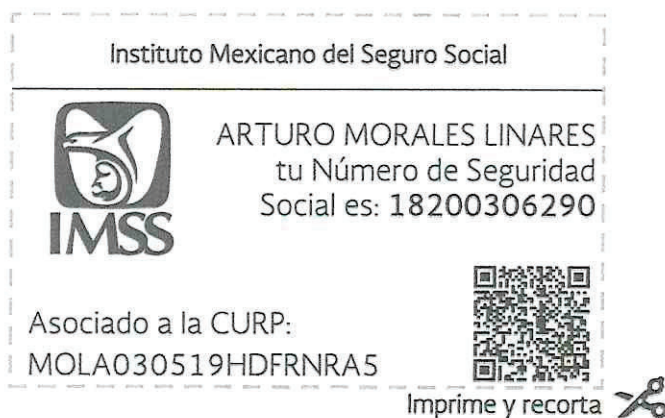 Instituto Mexicano del Seguro Social
ARTURO MORALES LINARES
tu Número de Seguridad
Social es: 18200306290
IMSS
Asociado a la CURP:
MOLA030519HDFRNRA5
Imprime y recorta